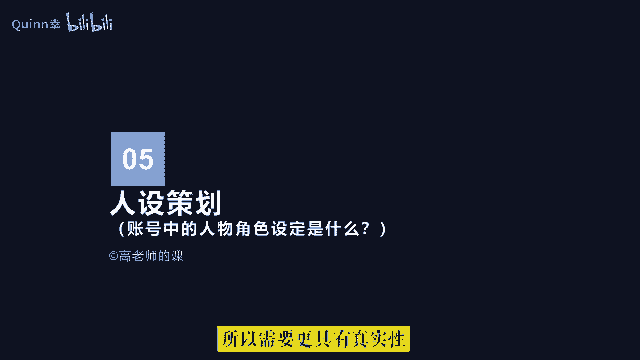 Quinn幸 bilibili
05
人设策划
（账号中的人物角色设定是什么？）
©高老师的课
所以需要更具有真实性